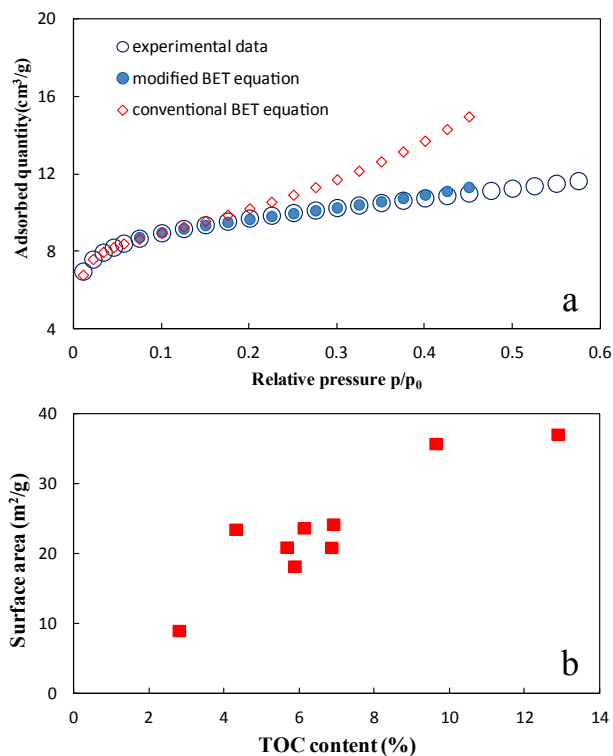 20
16
12
8
4
Adsorbed quantity(cm³/g)
experimental data
modified BET equation
conventional BET equation
a
0 0.1 0.2 0.3 0.4 0.5 0.6
Relative pressure p/p₀
40
30
20
10
0
Surface area (m²/g)
b
0 2 4 6 8 10 12 14
TOC content (%)